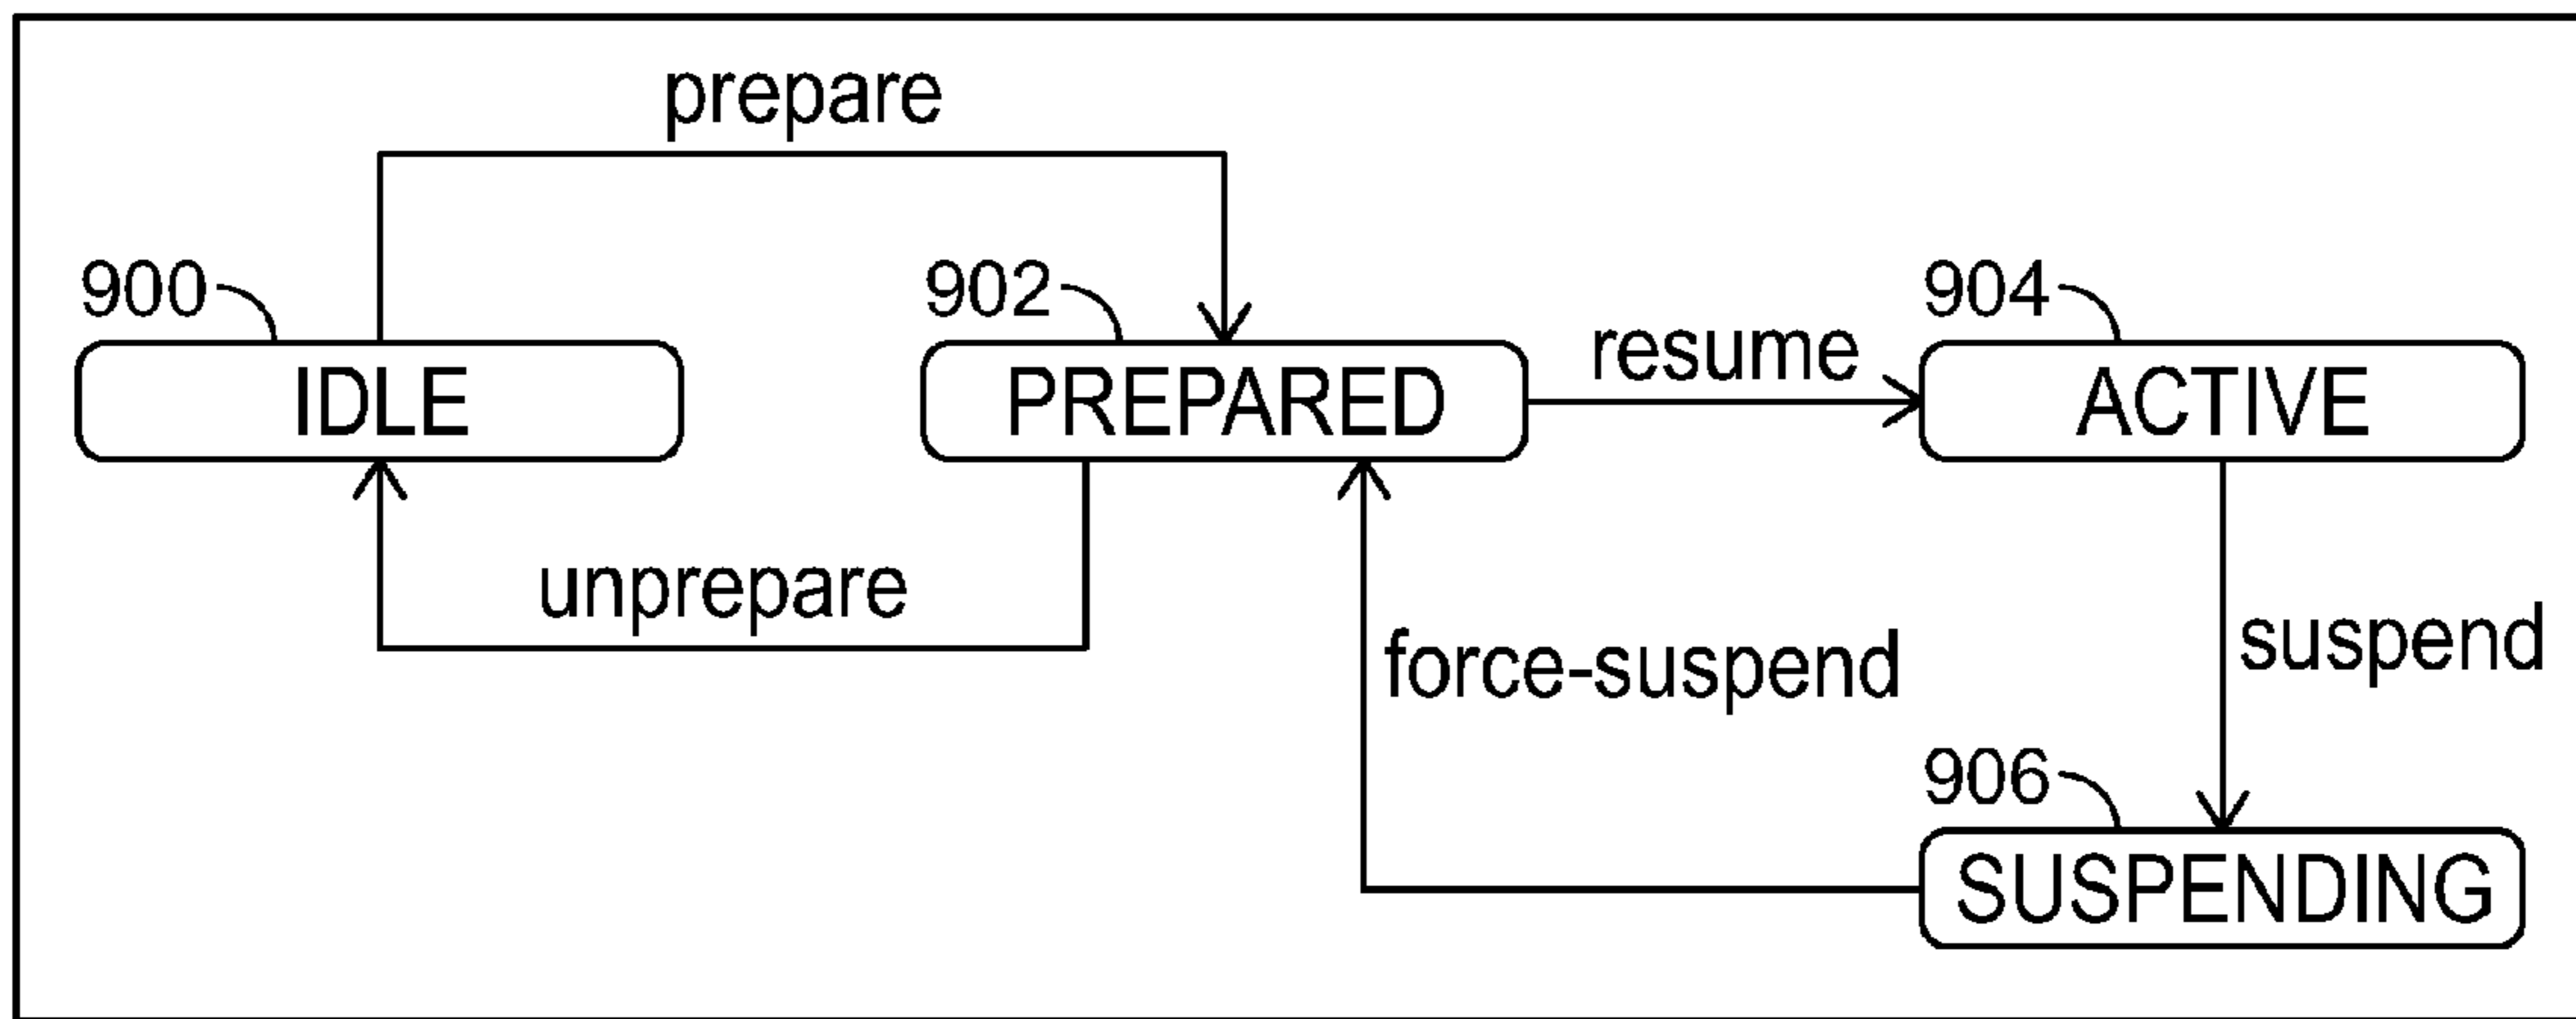 prepare
900
902
904
IDLE
PREPARED
resume
ACTIVE
unprepare
force-suspend
suspend
906
SUSPENDING